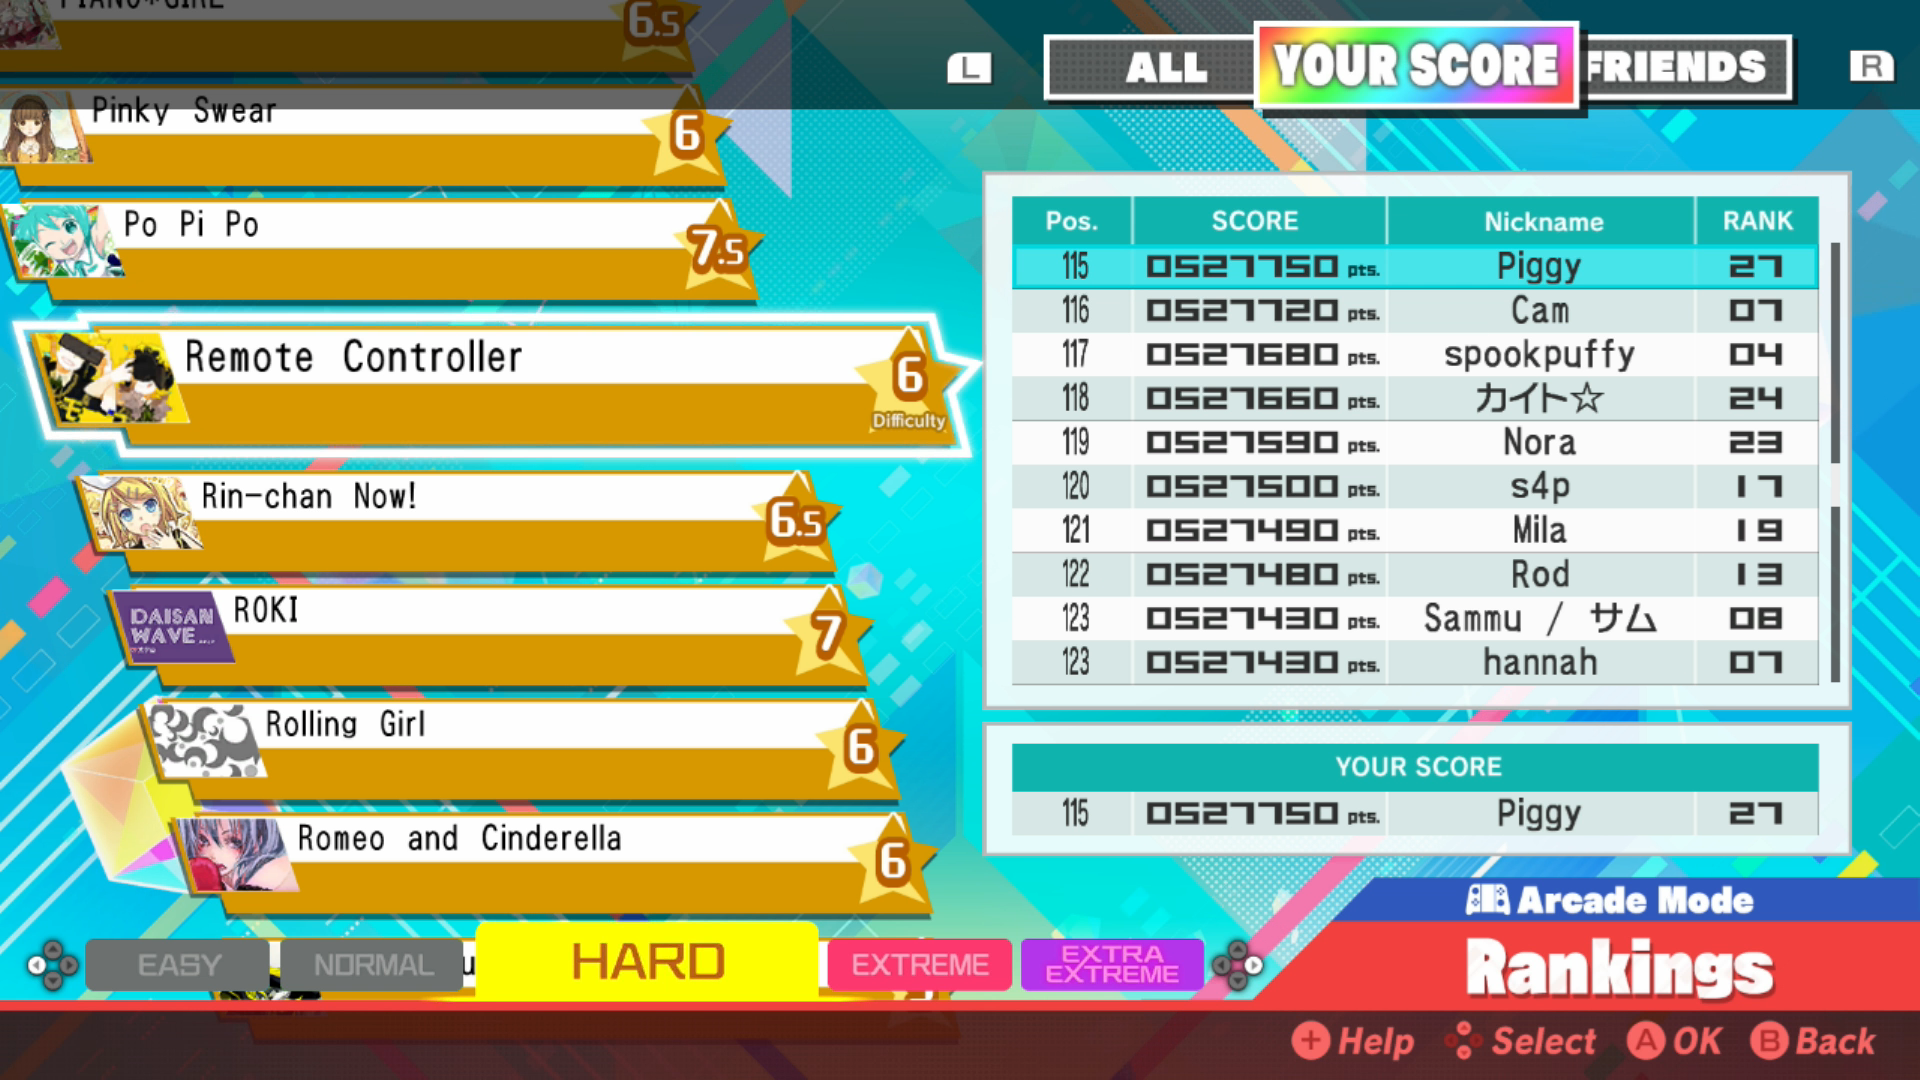 PIANO*GIRL
6.5
Pinky Swear
6
Po Pi Po
7.5
Remote Controller
6
Difficulty
Rin-chan Now!
6.5
DAISAN
WAVE
ROKI
7
Rolling Girl
6
Romeo and Cinderella
6
EASY
NORMAL
HARD
EXTREME
EXTRA
EXTREME
L
ALL
YOUR SCORE
FRIENDS
R
Pos. SCORE Nickname RANK
115 0527750 pts. Piggy 27
116 0527720 pts. Cam 07
117 0527680 pts. spookpuffy 04
118 0527660 pts. カイト☆ 24
119 0527590 pts. Nora 23
120 0527500 pts. s4p 17
121 0527490 pts. Mila 19
122 0527480 pts. Rod 13
123 0527430 pts. Sammu / サム 08
123 0527430 pts. hannah 07
YOUR SCORE
115 0527750 pts. Piggy 27
Arcade Mode
Rankings
+ Help Select A OK B Back